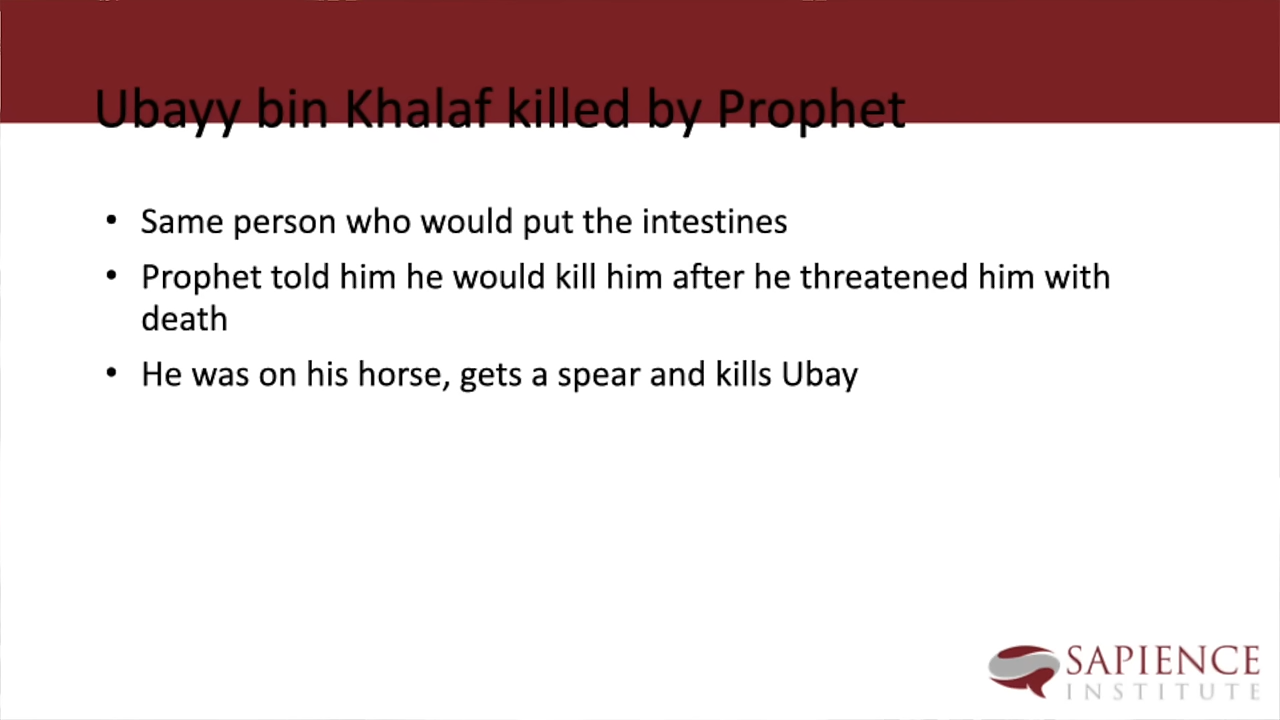 Ubayy bin Khalaf killed by Prophet
• Same person who would put the intestines
• Prophet told him he would kill him after he threatened him with
death
• He was on his horse, gets a spear and kills Ubay
SAPIENCE
INSTITUTE